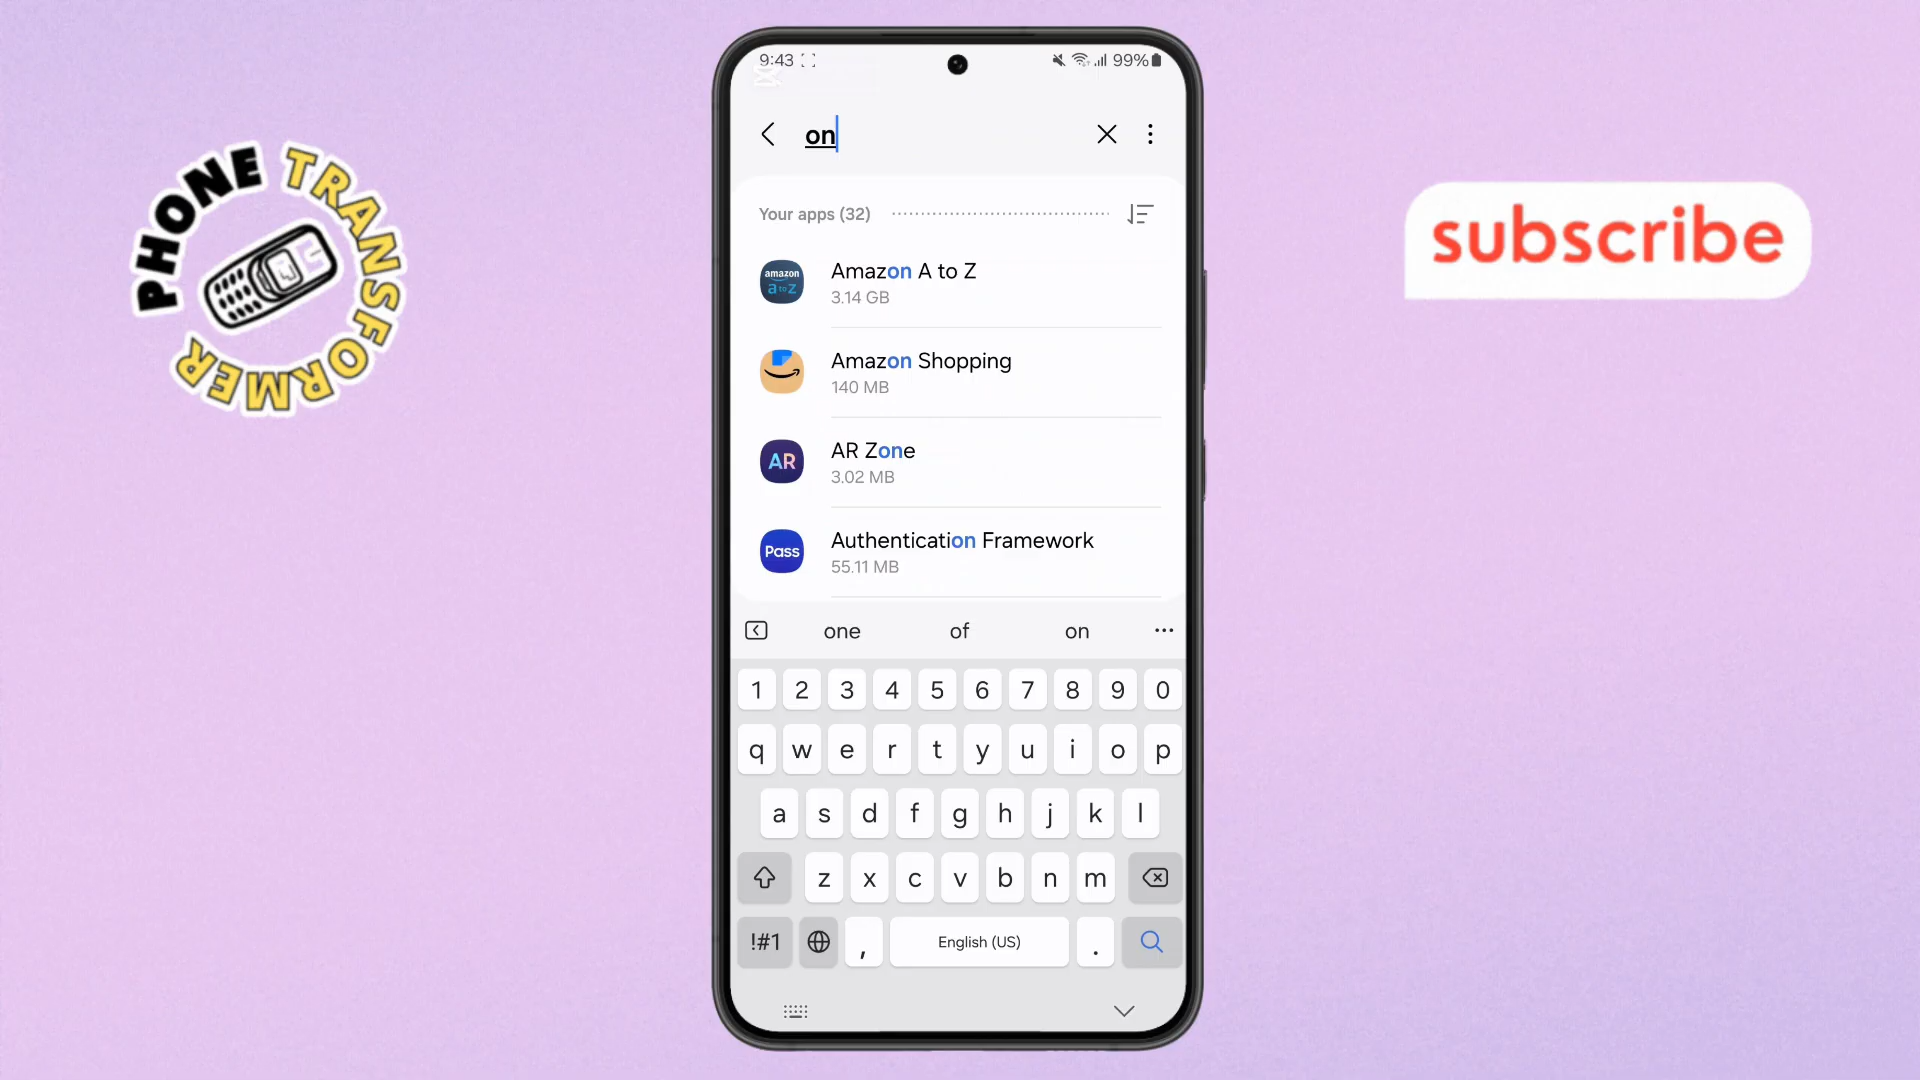 PHONE TRANSFORMER
9:43
99%
on
Your apps (32)
amazon
a to z
Amazon A to Z
3.14 GB
Amazon Shopping
140 MB
AR
AR Zone
3.02 MB
Pass
Authentication Framework
55.11 MB
one of on
1 2 3 4 5 6 7 8 9 0
q w e r t y u i o p
a s d f g h j k l
z x c v b n m
!#1 , English (US) .
subscribe